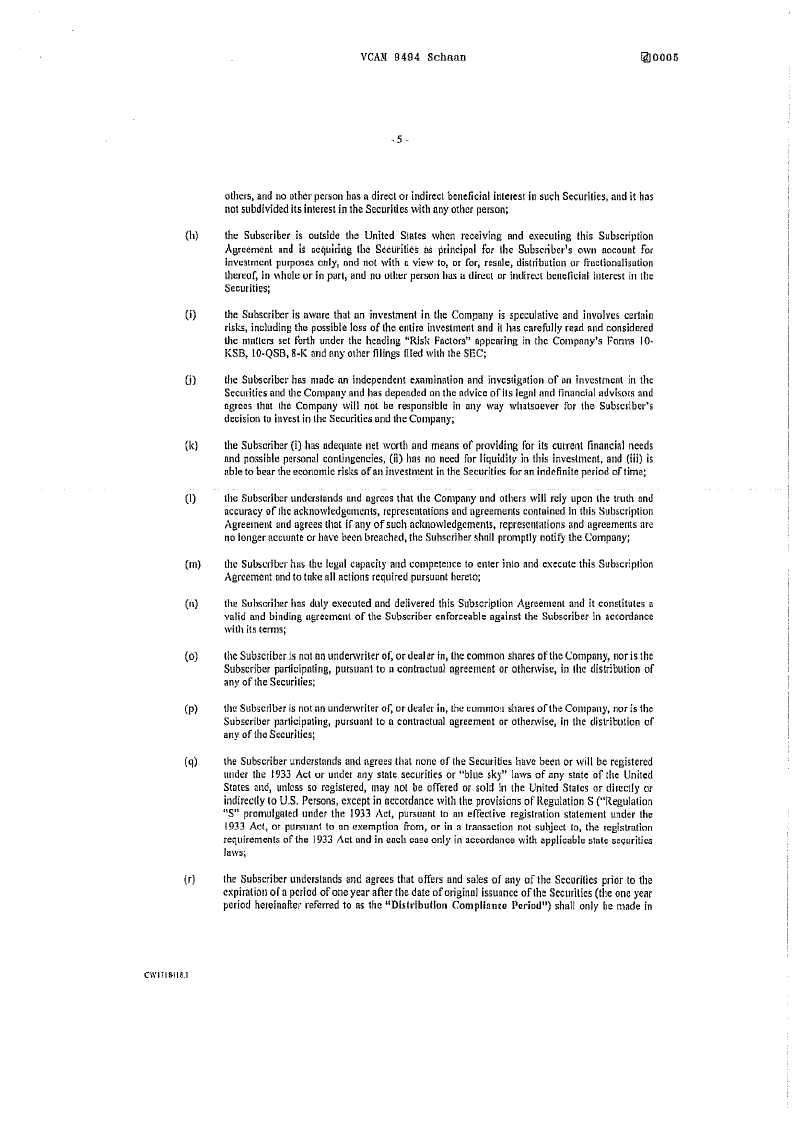 VCAN 9494 Schaan 0005
- 5 -
others, and no other person has a direct or indirect beneficial interest in such Securities, and it has
not subdivided its interest in the Securities with any other person;
(h) the Subscriber is outside the United States when receiving and executing this Subscription
Agreement and is acquiring the Securities as principal for the Subscriber's own account for
investment purposes only, and not with a view to, or for, resale, distribution or fractionalisation
thereof, in whole or in part, and no other person has a direct or indirect beneficial interest in the
Securities;
(i) the Subscriber is aware that an investment in the Company is speculative and involves certain
risks, including the possible loss of the entire investment and it has carefully read and considered
the matters set forth under the heading "Risk Factors" appearing in the Company's Forms 10-
KSB, 10-QSB, 8-K and any other filings filed with the SEC;
(j) the Subscriber has made an independent examination and investigation of an investment in the
Securities and the Company and has depended on the advice of its legal and financial advisors and
agrees that the Company will not be responsible in any way whatsoever for the Subscriber's
decision to invest in the Securities and the Company;
(k) the Subscriber (i) has adequate net worth and means of providing for its current financial needs
and possible personal contingencies, (ii) has no need for liquidity in this investment, and (iii) is
able to bear the economic risks of an investment in the Securities for an indefinite period of time;
(l) the Subscriber understands and agrees that the Company and others will rely upon the truth and
accuracy of the acknowledgements, representations and agreements contained in this Subscription
Agreement and agrees that if any of such acknowledgements, representations and agreements are
no longer accurate or have been breached, the Subscriber shall promptly notify the Company;
(m) the Subscriber has the legal capacity and competence to enter into and execute this Subscription
Agreement and to take all actions required pursuant hereto;
(n) the Subscriber has duly executed and delivered this Subscription Agreement and it constitutes a
valid and binding agreement of the Subscriber enforceable against the Subscriber in accordance
with its terms;
(o) the Subscriber is not an underwriter of, or dealer in, the common shares of the Company, nor is the
Subscriber participating, pursuant to a contractual agreement or otherwise, in the distribution of
any of the Securities;
(p) the Subscriber is not an underwriter of, or dealer in, the common shares of the Company, nor is the
Subscriber participating, pursuant to a contractual agreement or otherwise, in the distribution of
any of the Securities;
(q) the Subscriber understands and agrees that none of the Securities have been or will be registered
under the 1933 Act or under any state securities or "blue sky" laws of any state of the United
States and, unless so registered, may not be offered or sold in the United States or directly or
indirectly to U.S. Persons, except in accordance with the provisions of Regulation S ("Regulation
"S" promulgated under the 1933 Act, pursuant to an effective registration statement under the
1933 Act, or pursuant to an exemption from, or in a transaction not subject to, the registration
requirements of the 1933 Act and in each case only in accordance with applicable state securities
laws;
(r) the Subscriber understands and agrees that offers and sales of any of the Securities prior to the
expiration of a period of one year after the date of original issuance of the Securities (the one year
period hereinafter referred to as the "Distribution Compliance Period") shall only be made in